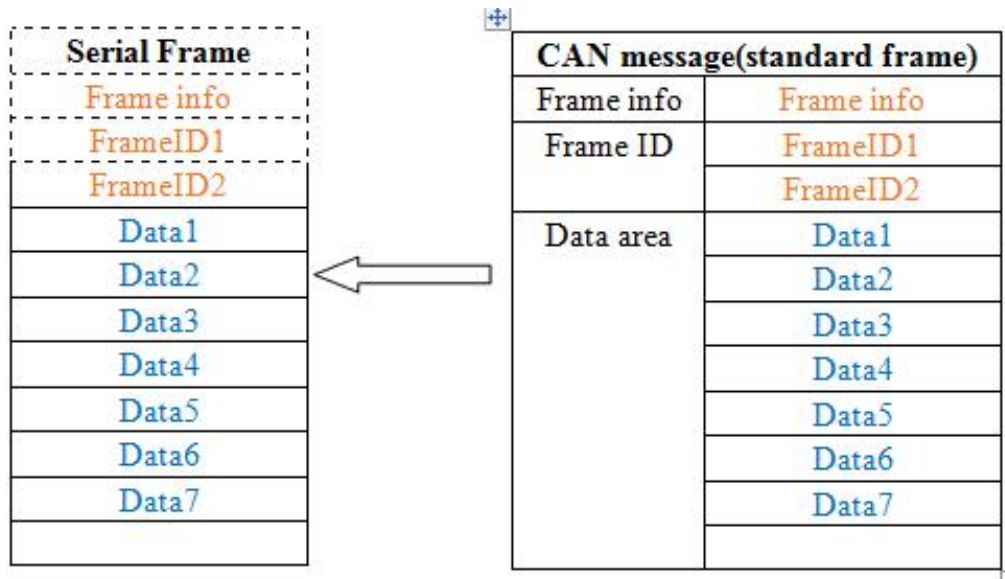 Serial Frame
Frame info
FrameID1
FrameID2
Data1
Data2
Data3
Data4
Data5
Data6
Data7
CAN message(standard frame)
Frame info Frame info
Frame ID FrameID1
FrameID2
Data area Data1
Data2
Data3
Data4
Data5
Data6
Data7